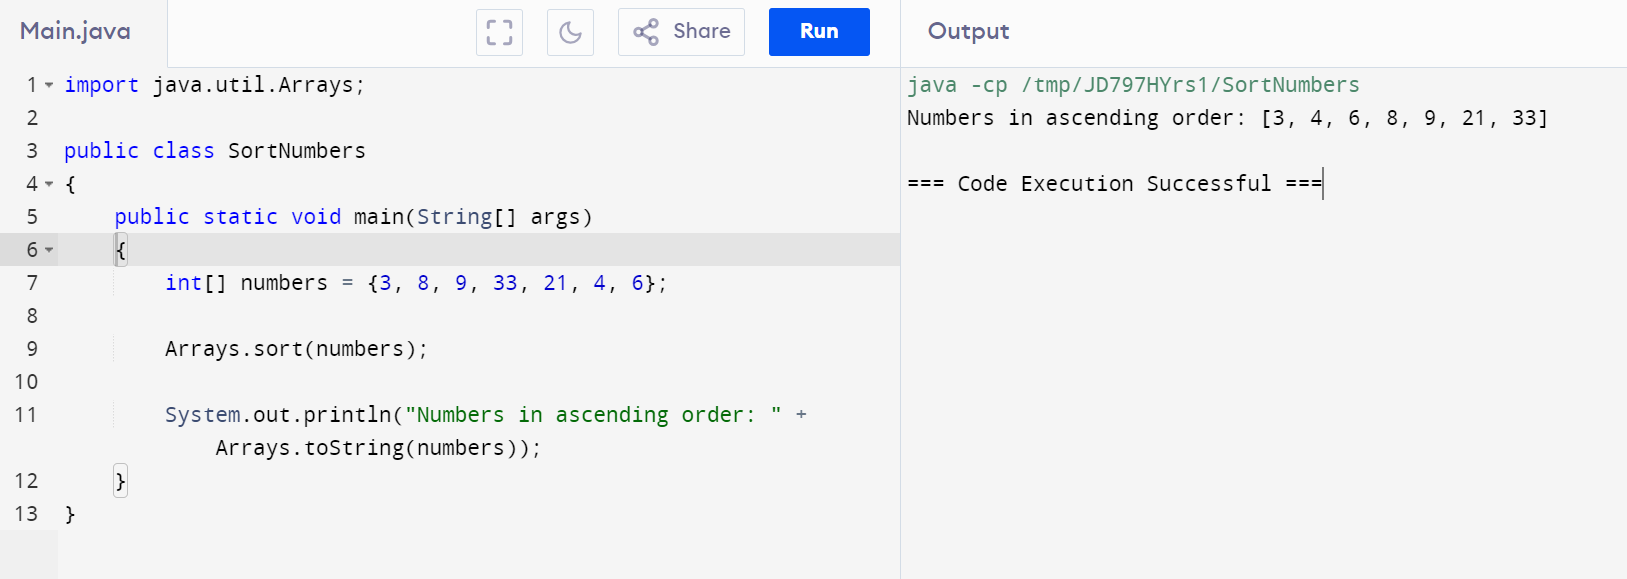 Main.java
Share
Run
Output
1 import java.util.Arrays;
2
3 public class SortNumbers
4 {
5     public static void main(String[] args)
6     {
7         int[] numbers = {3, 8, 9, 33, 21, 4, 6};
8
9         Arrays.sort(numbers);
10
11         System.out.println("Numbers in ascending order: " +
            Arrays.toString(numbers));
12     }
13 }
java -cp /tmp/JD797HYrs1/SortNumbers
Numbers in ascending order: [3, 4, 6, 8, 9, 21, 33]
=== Code Execution Successful ===